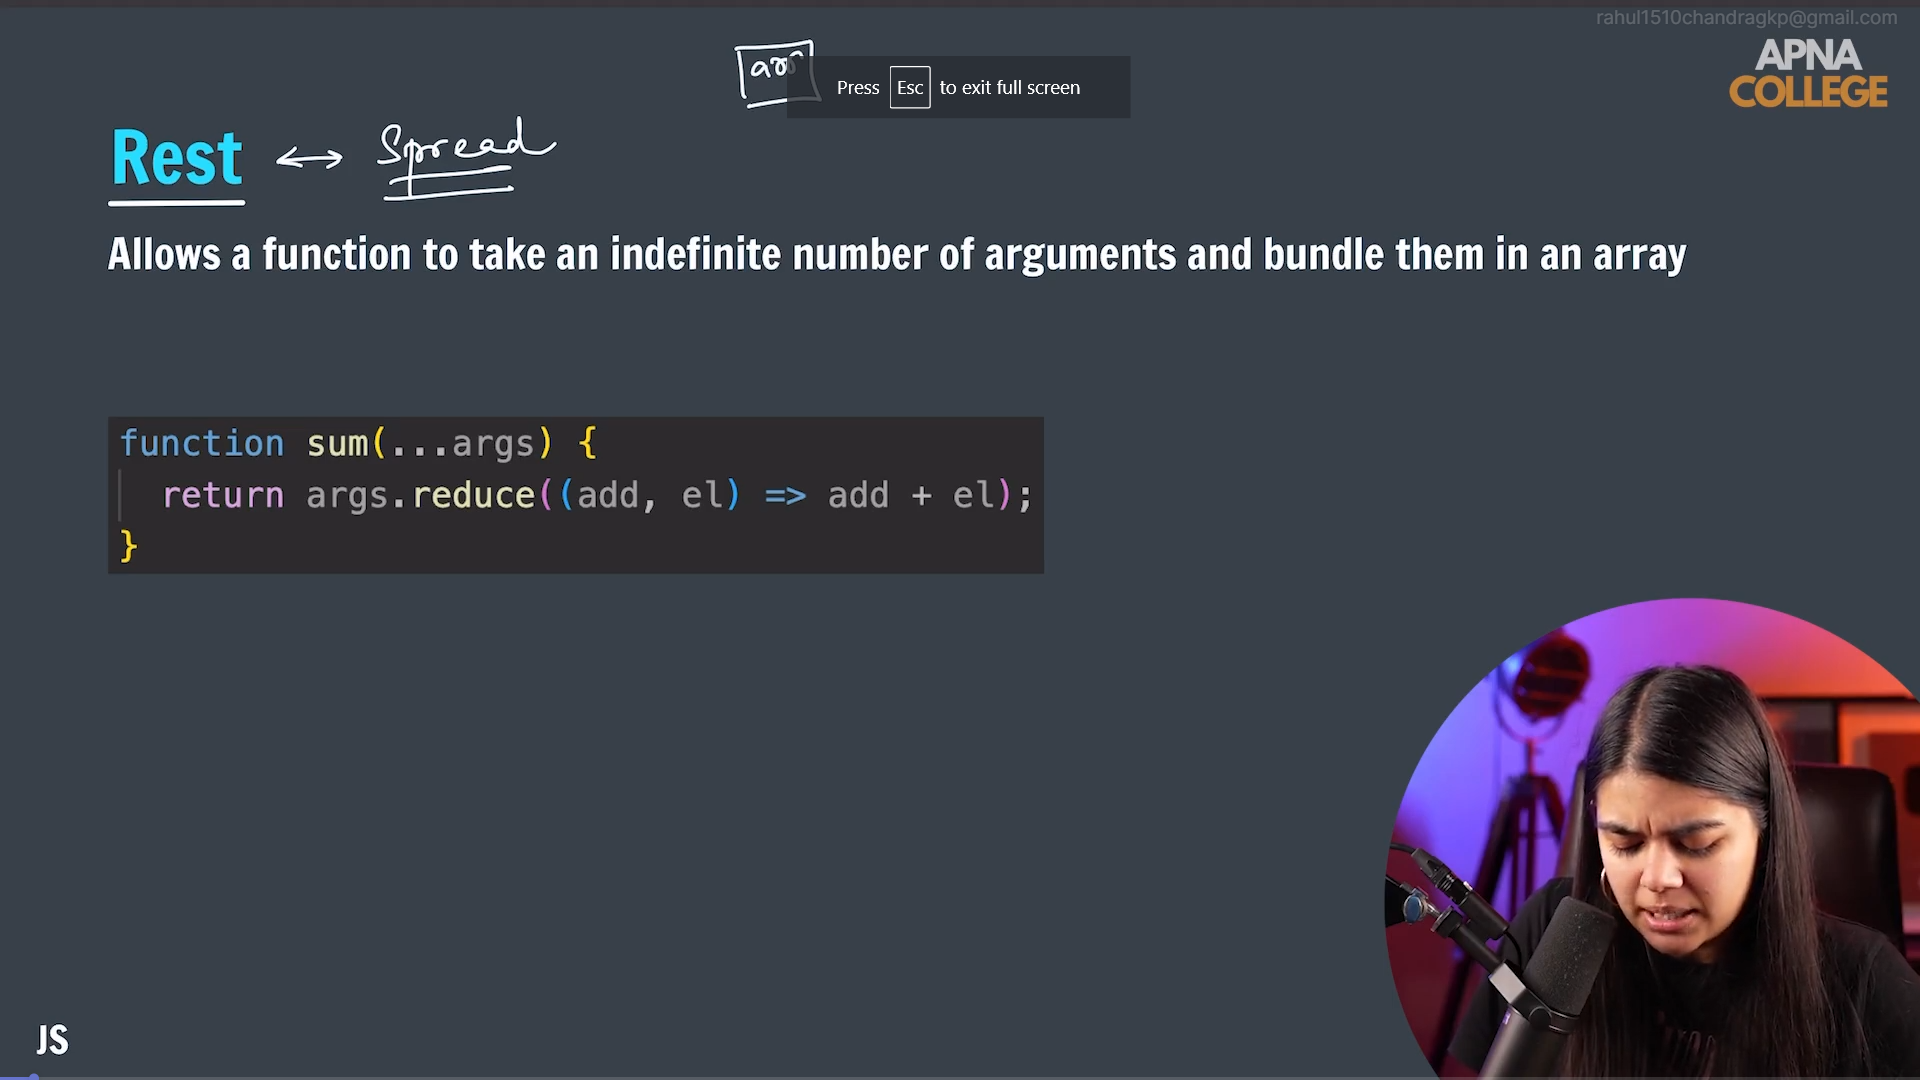 rahul1510chandragkp@gmail.com
APNA
COLLEGE
arr
Press Esc to exit full screen
Rest ↔ Spread
Allows a function to take an indefinite number of arguments and bundle them in an array
function sum(...args) {
  return args.reduce((add, el) => add + el);
}
JS